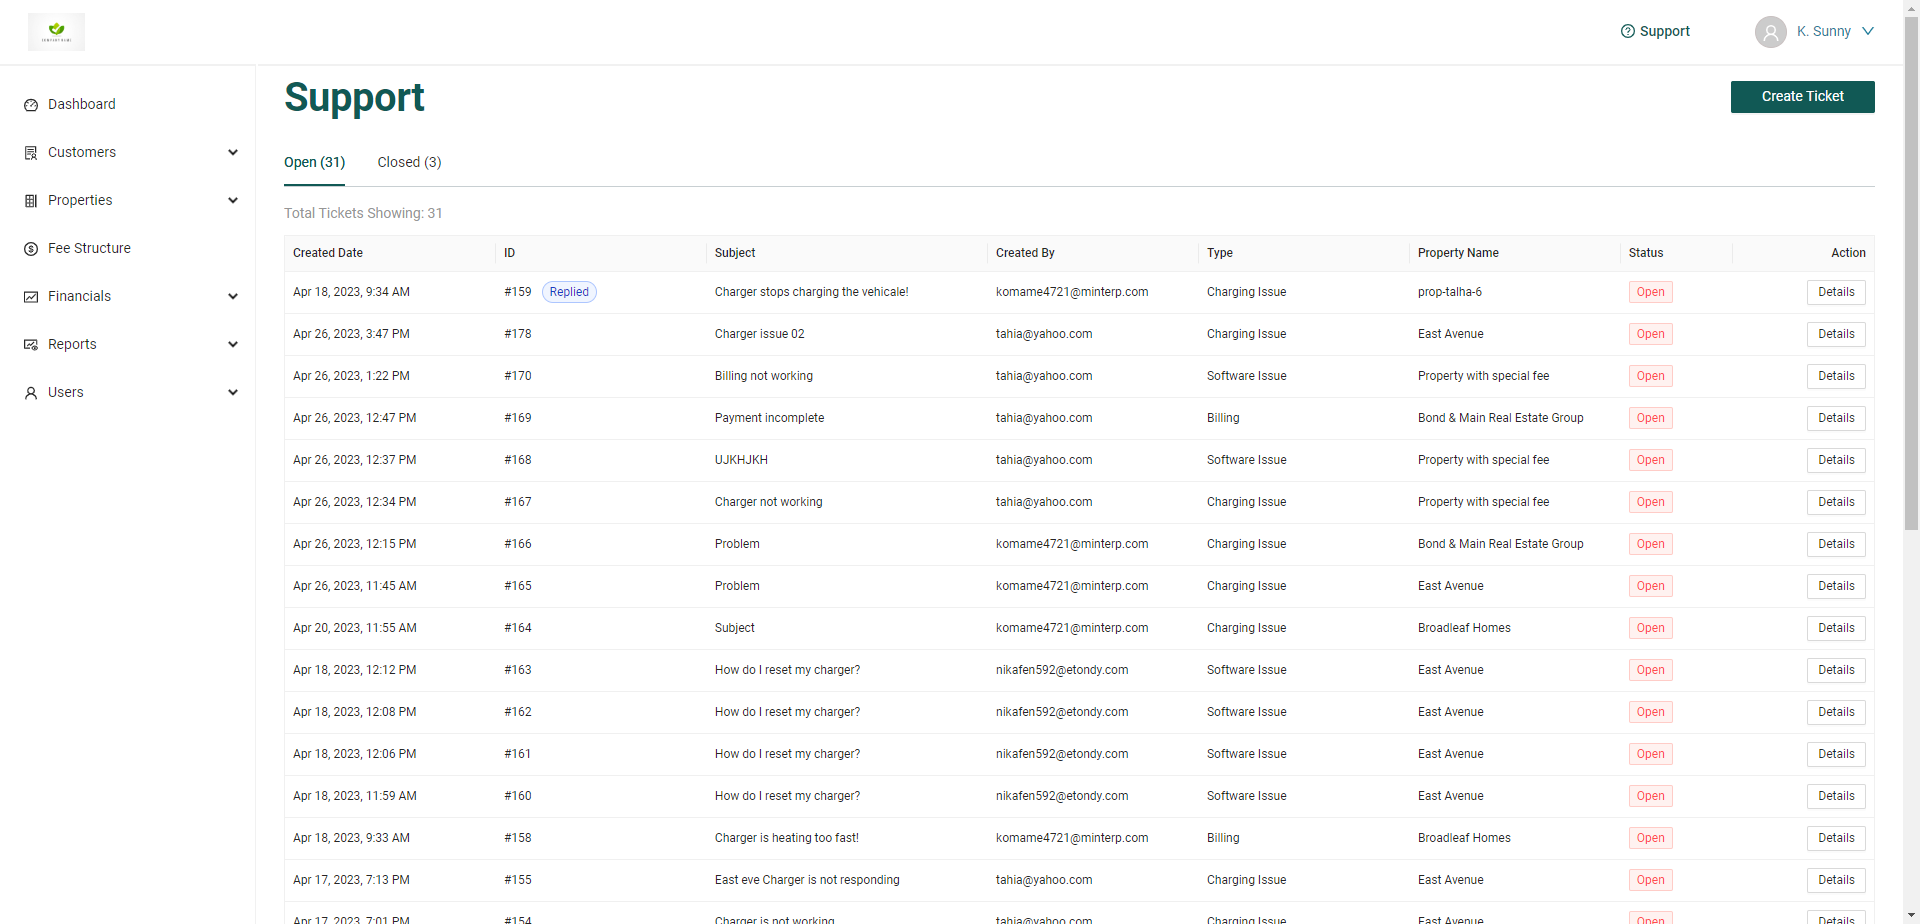 Support
K. Sunny
Dashboard
Customers
Properties
Fee Structure
Financials
Reports
Users
Support
Create Ticket
Open (31) Closed (3)
Total Tickets Showing: 31
Created Date ID Subject Created By Type Property Name Status Action
Apr 18, 2023, 9:34 AM #159 Replied Charger stops charging the vehicale! komame4721@minterp.com Charging Issue prop-talha-6 Open Details
Apr 26, 2023, 3:47 PM #178 Charger issue 02 tahia@yahoo.com Charging Issue East Avenue Open Details
Apr 26, 2023, 1:22 PM #170 Billing not working tahia@yahoo.com Software Issue Property with special fee Open Details
Apr 26, 2023, 12:47 PM #169 Payment incomplete tahia@yahoo.com Billing Bond & Main Real Estate Group Open Details
Apr 26, 2023, 12:37 PM #168 UJKHJKH tahia@yahoo.com Software Issue Property with special fee Open Details
Apr 26, 2023, 12:34 PM #167 Charger not working tahia@yahoo.com Charging Issue Property with special fee Open Details
Apr 26, 2023, 12:15 PM #166 Problem komame4721@minterp.com Charging Issue Bond & Main Real Estate Group Open Details
Apr 26, 2023, 11:45 AM #165 Problem komame4721@minterp.com Charging Issue East Avenue Open Details
Apr 20, 2023, 11:55 AM #164 Subject komame4721@minterp.com Charging Issue Broadleaf Homes Open Details
Apr 18, 2023, 12:12 PM #163 How do I reset my charger? nikafen592@etondy.com Software Issue East Avenue Open Details
Apr 18, 2023, 12:08 PM #162 How do I reset my charger? nikafen592@etondy.com Software Issue East Avenue Open Details
Apr 18, 2023, 12:06 PM #161 How do I reset my charger? nikafen592@etondy.com Software Issue East Avenue Open Details
Apr 18, 2023, 11:59 AM #160 How do I reset my charger? nikafen592@etondy.com Software Issue East Avenue Open Details
Apr 18, 2023, 9:33 AM #158 Charger is heating too fast! komame4721@minterp.com Billing Broadleaf Homes Open Details
Apr 17, 2023, 7:13 PM #155 East eve Charger is not responding tahia@yahoo.com Charging Issue East Avenue Open Details
Apr 17, 2023, 7:01 PM #154 Charger is not working tahia@yahoo.com Charging Issue East Avenue Open Details